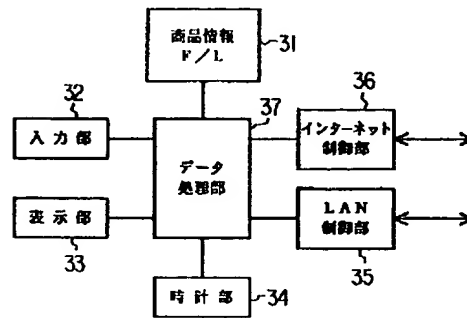 商品情報
F／L
31
32
入力部
37
データ
処理部
36
インターネット
制御部
表示部
33
LAN
制御部
35
時計部
34